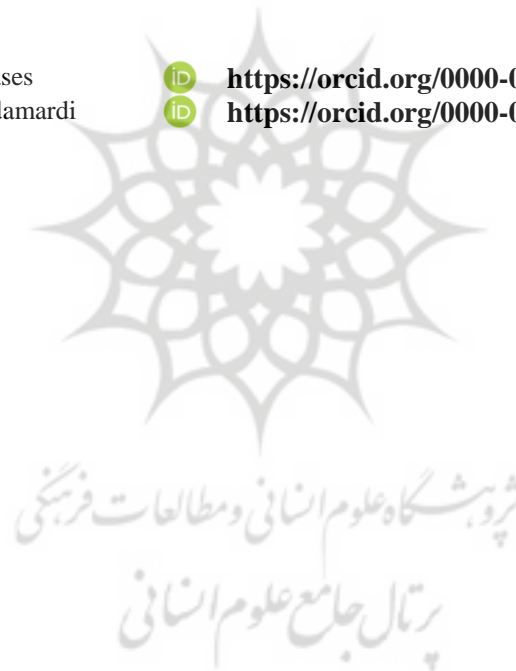 ses https://orcid.org/0000-0
lamardi https://orcid.org/0000-0
ژوهشگاه علوم انسانی و مطالعات فرهنگی
پرتال جامع علوم انسانی